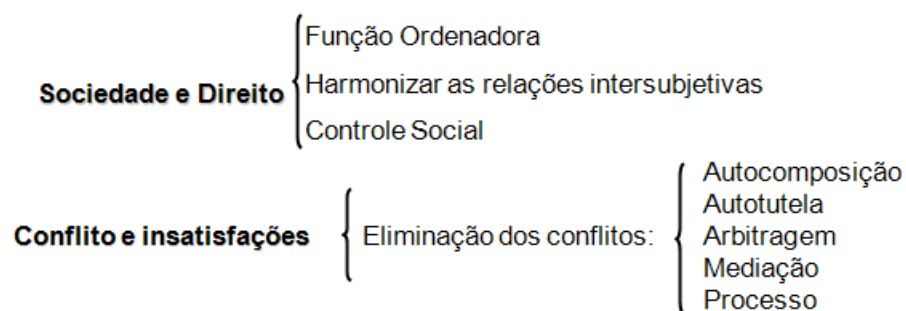 Função Ordenadora
Sociedade e Direito
Harmonizar as relações intersubjetivas
Controle Social
Conflito e insatisfações
Eliminação dos conflitos:
Autocomposição
Autotutela
Arbitragem
Mediação
Processo